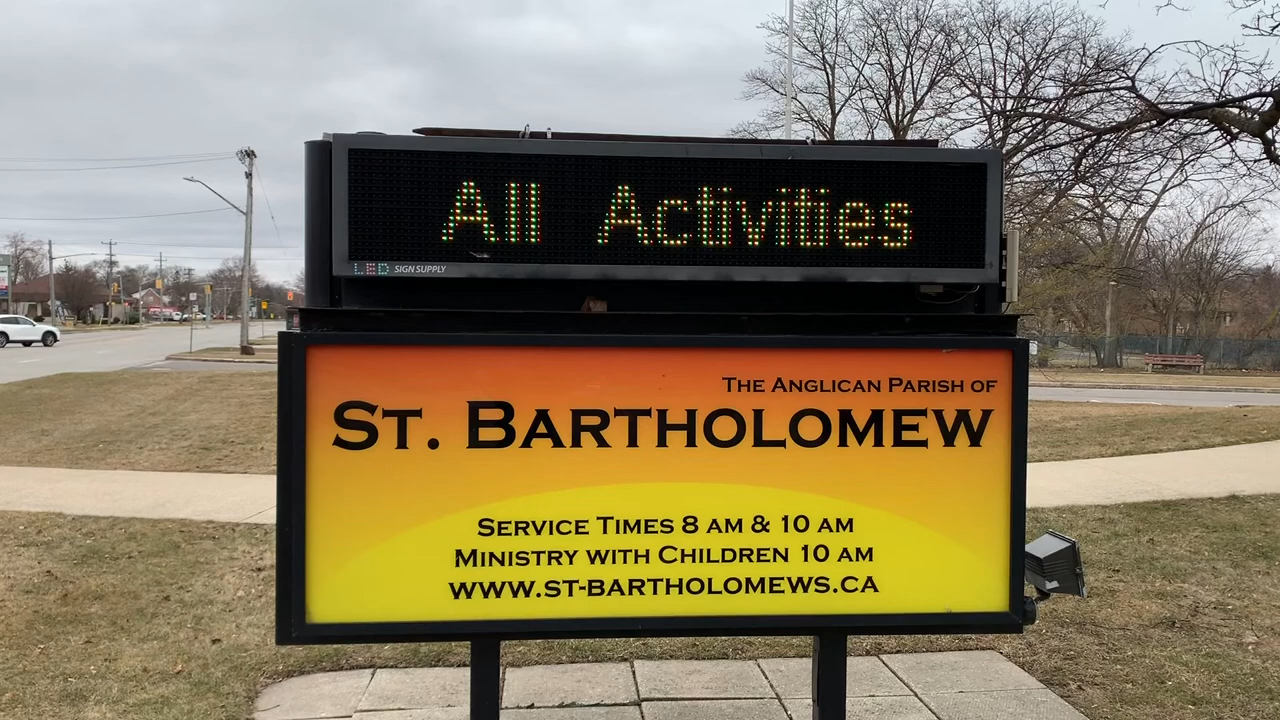 All Activities
LED SIGN SUPPLY
THE ANGLICAN PARISH OF
ST. BARTHOLOMEW
SERVICE TIMES 8 AM & 10 AM
MINISTRY WITH CHILDREN 10 AM
WWW.ST-BARTHOLOMEWS.CA